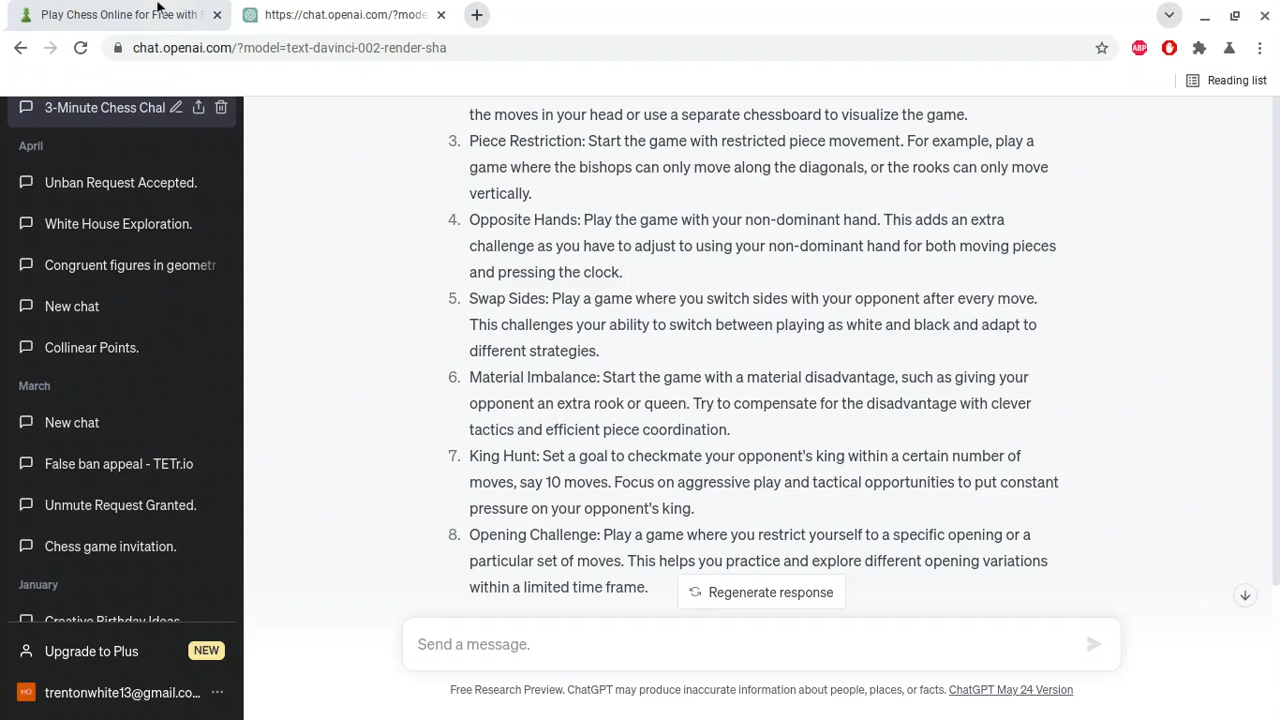 Play Chess Online for Free with F
https://chat.openai.com/?mode
chat.openai.com/?model=text-davinci-002-render-sha
ABP
Reading list
3-Minute Chess Chal
April
Unban Request Accepted.
White House Exploration.
Congruent figures in geometr
New chat
Collinear Points.
March
New chat
False ban appeal - TETr.io
Unmute Request Granted.
Chess game invitation.
January
Creative Birthday Ideas
Upgrade to Plus NEW
HO trentonwhite13@gmail.co...
the moves in your head or use a separate chessboard to visualize the game.
3. Piece Restriction: Start the game with restricted piece movement. For example, play a
game where the bishops can only move along the diagonals, or the rooks can only move
vertically.
4. Opposite Hands: Play the game with your non-dominant hand. This adds an extra
challenge as you have to adjust to using your non-dominant hand for both moving pieces
and pressing the clock.
5. Swap Sides: Play a game where you switch sides with your opponent after every move.
This challenges your ability to switch between playing as white and black and adapt to
different strategies.
6. Material Imbalance: Start the game with a material disadvantage, such as giving your
opponent an extra rook or queen. Try to compensate for the disadvantage with clever
tactics and efficient piece coordination.
7. King Hunt: Set a goal to checkmate your opponent's king within a certain number of
moves, say 10 moves. Focus on aggressive play and tactical opportunities to put constant
pressure on your opponent's king.
8. Opening Challenge: Play a game where you restrict yourself to a specific opening or a
particular set of moves. This helps you practice and explore different opening variations
within a limited time frame.
Regenerate response
Send a message.
Free Research Preview. ChatGPT may produce inaccurate information about people, places, or facts. ChatGPT May 24 Version